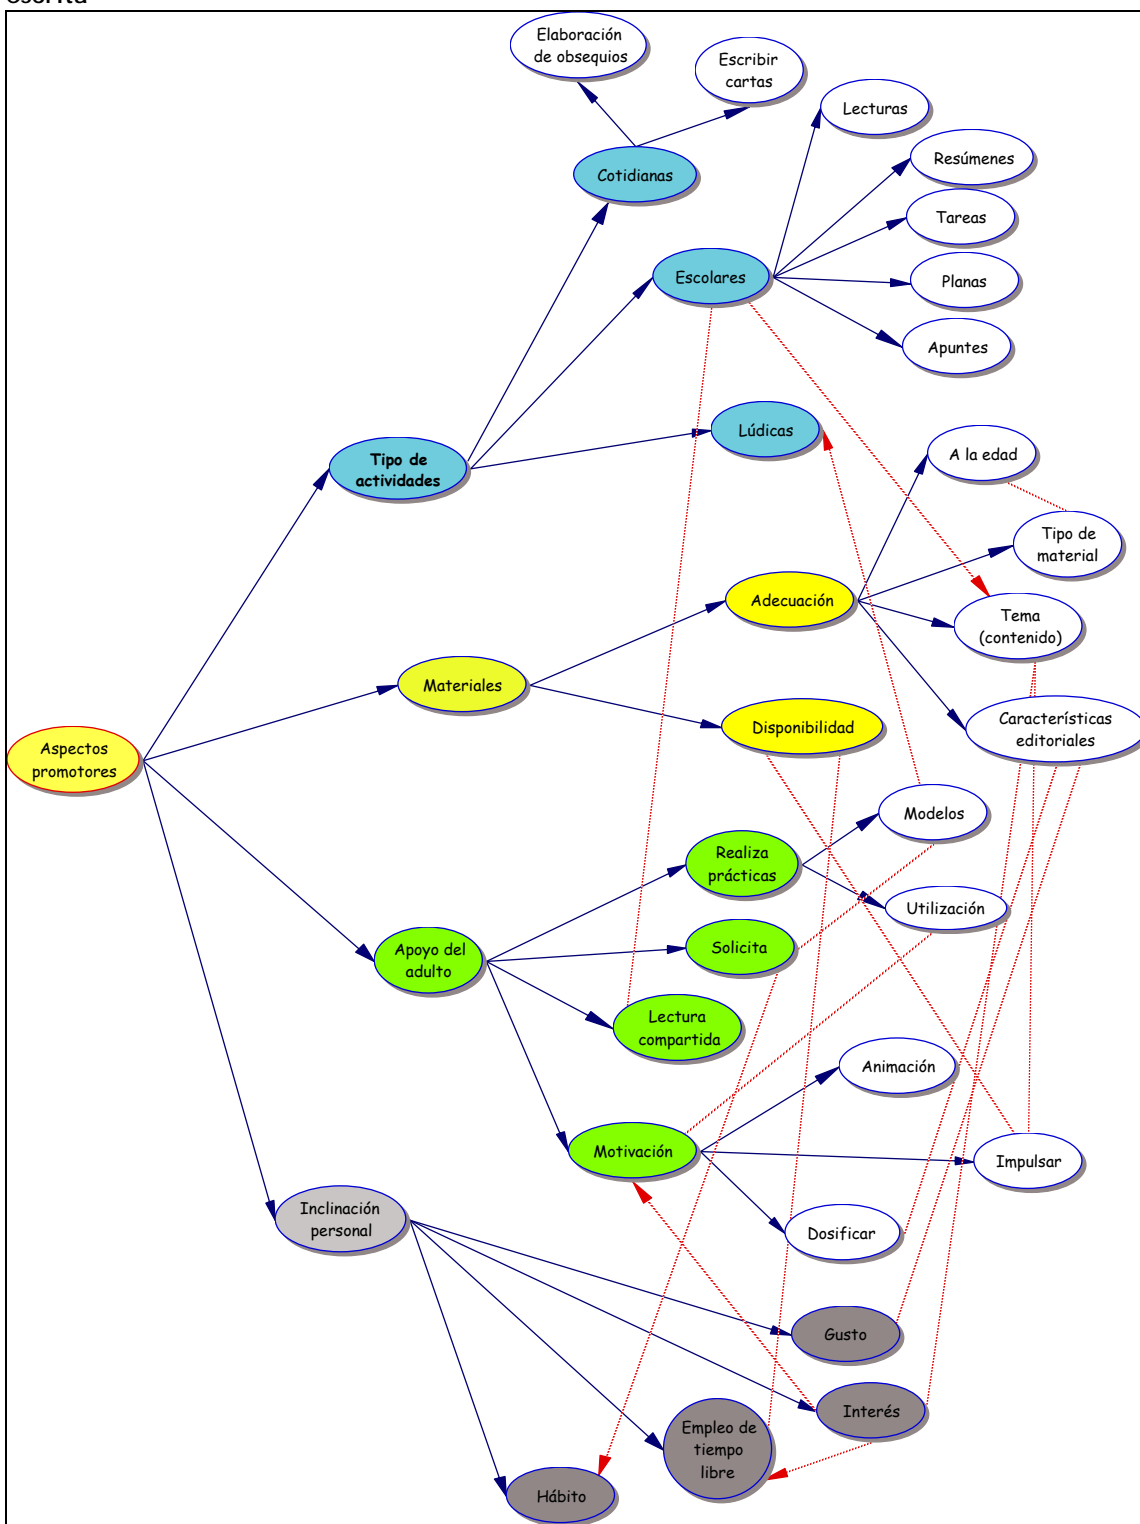 escrita
Elaboración
de obsequios
Escribir
cartas
Lecturas
Cotidianas
Resúmenes
Tareas
Escolares
Planas
Apuntes
Lúdicas
Tipo de
actividades
A la edad
Tipo de
material
Adecuación
Tema
(contenido)
Materiales
Disponibilidad
Características
editoriales
Aspectos
promotores
Modelos
Realiza
prácticas
Utilización
Apoyo del
adulto
Solicita
Lectura
compartida
Animación
Motivación
Impulsar
Inclinación
personal
Dosificar
Gusto
Interés
Empleo de
tiempo
libre
Hábito